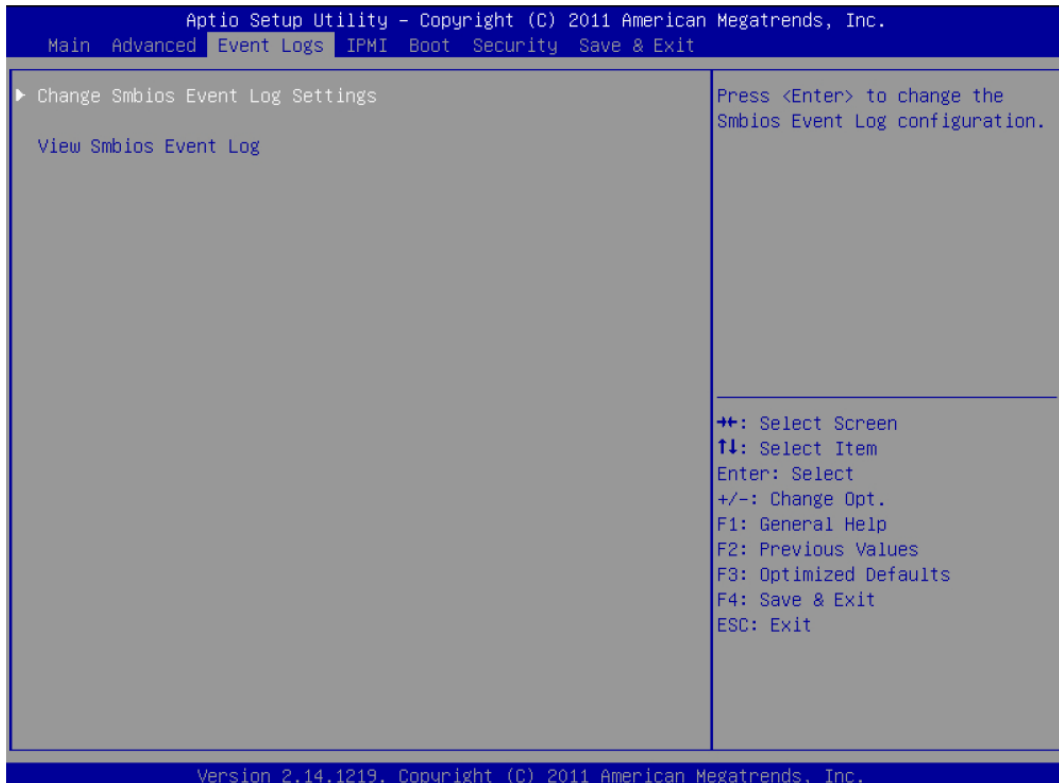 Aptio Setup Utility – Copyright (C) 2011 American Megatrends, Inc.
Main Advanced Event Logs IPMI Boot Security Save & Exit
▶ Change Smbios Event Log Settings
View Smbios Event Log
Press <Enter> to change the
Smbios Event Log configuration.
→←: Select Screen
↑↓: Select Item
Enter: Select
+/-: Change Opt.
F1: General Help
F2: Previous Values
F3: Optimized Defaults
F4: Save & Exit
ESC: Exit
Version 2.14.1219. Copyright (C) 2011 American Megatrends, Inc.